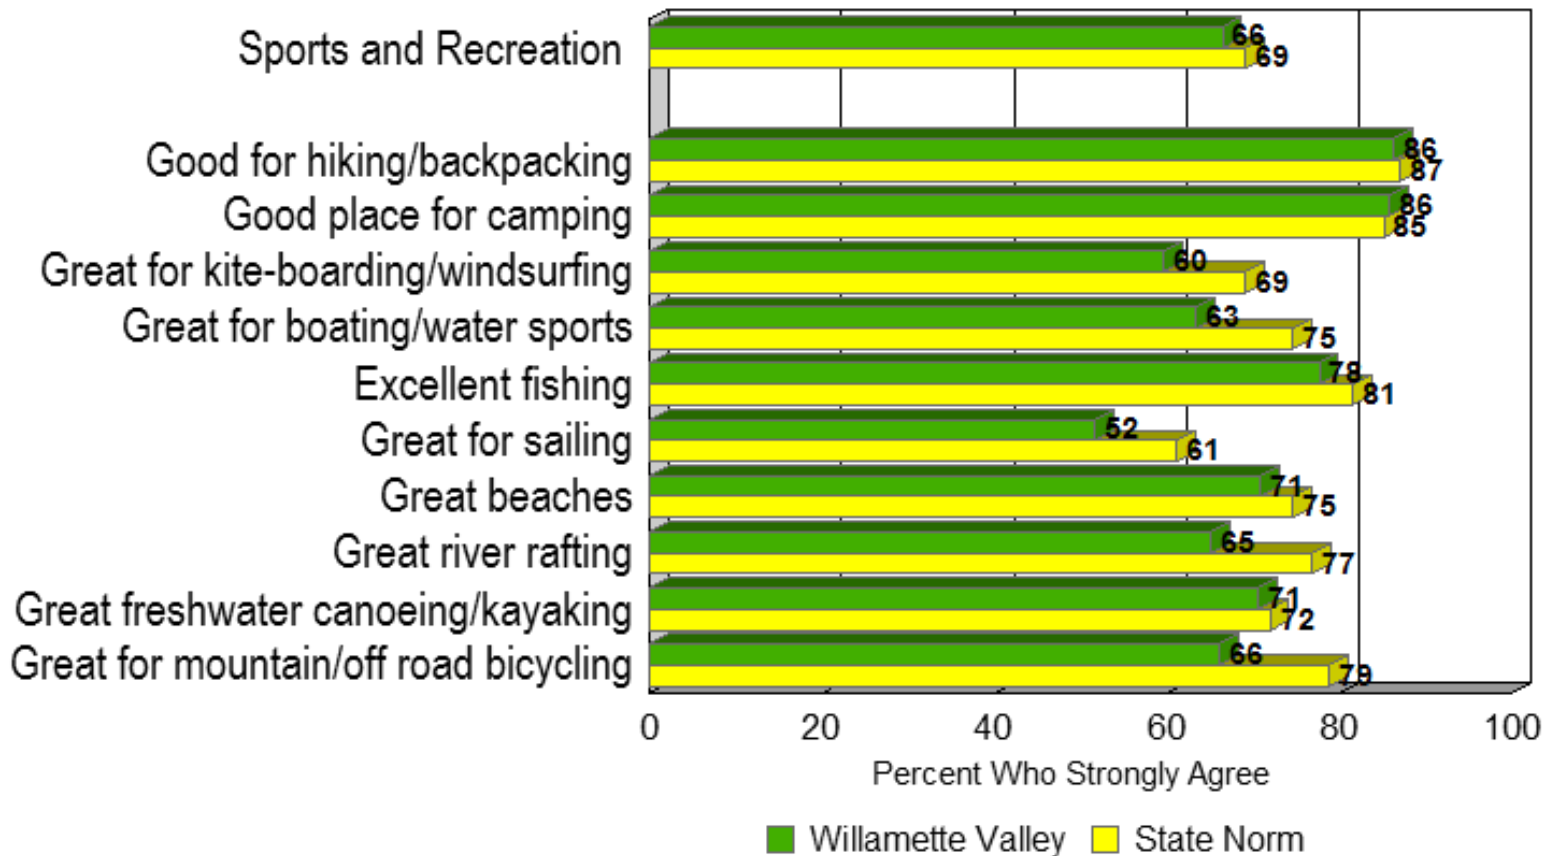 Sports and Recreation 66
69
Good for hiking/backpacking 86
87
Good place for camping 86
85
Great for kite-boarding/windsurfing 60
69
Great for boating/water sports 63
75
Excellent fishing 78
81
Great for sailing 52
61
Great beaches 71
75
Great river rafting 65
77
Great freshwater canoeing/kayaking 71
72
Great for mountain/off road bicycling 66
79
0 20 40 60 80 100
Percent Who Strongly Agree
Willamette Valley State Norm